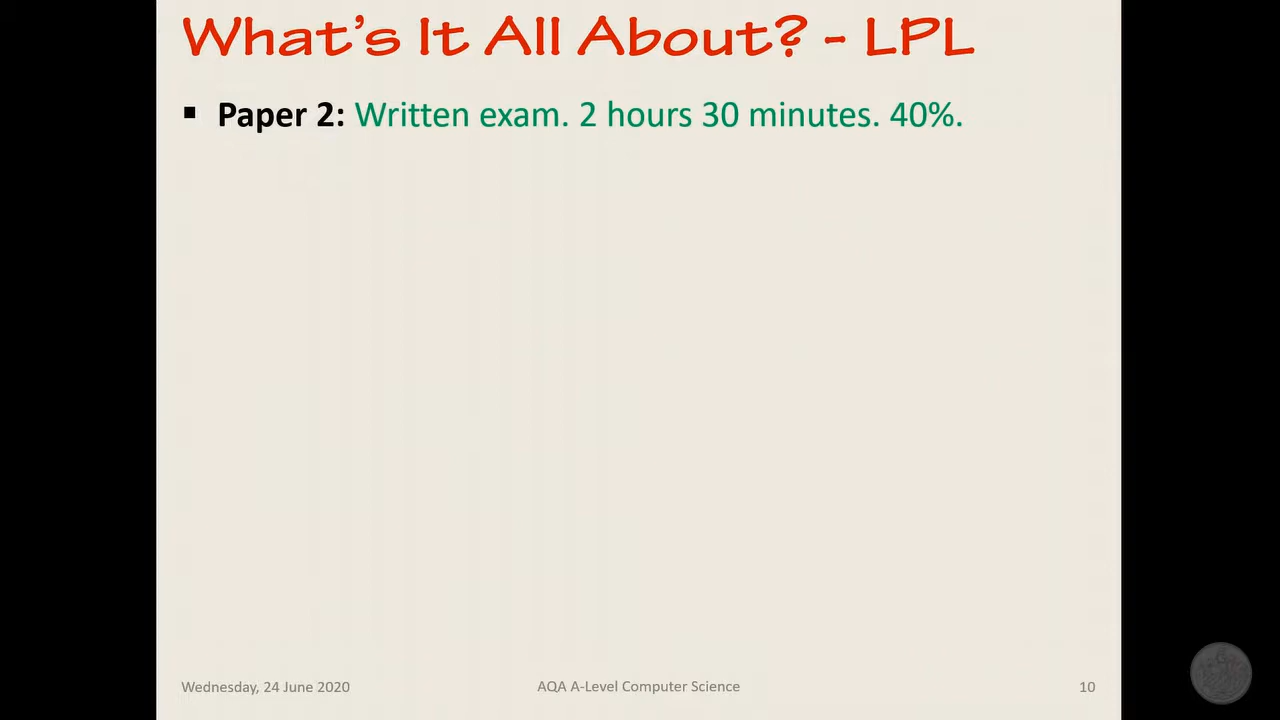 What's It All About? - LPL
▪ Paper 2: Written exam. 2 hours 30 minutes. 40%.
Wednesday, 24 June 2020
AQA A-Level Computer Science
10